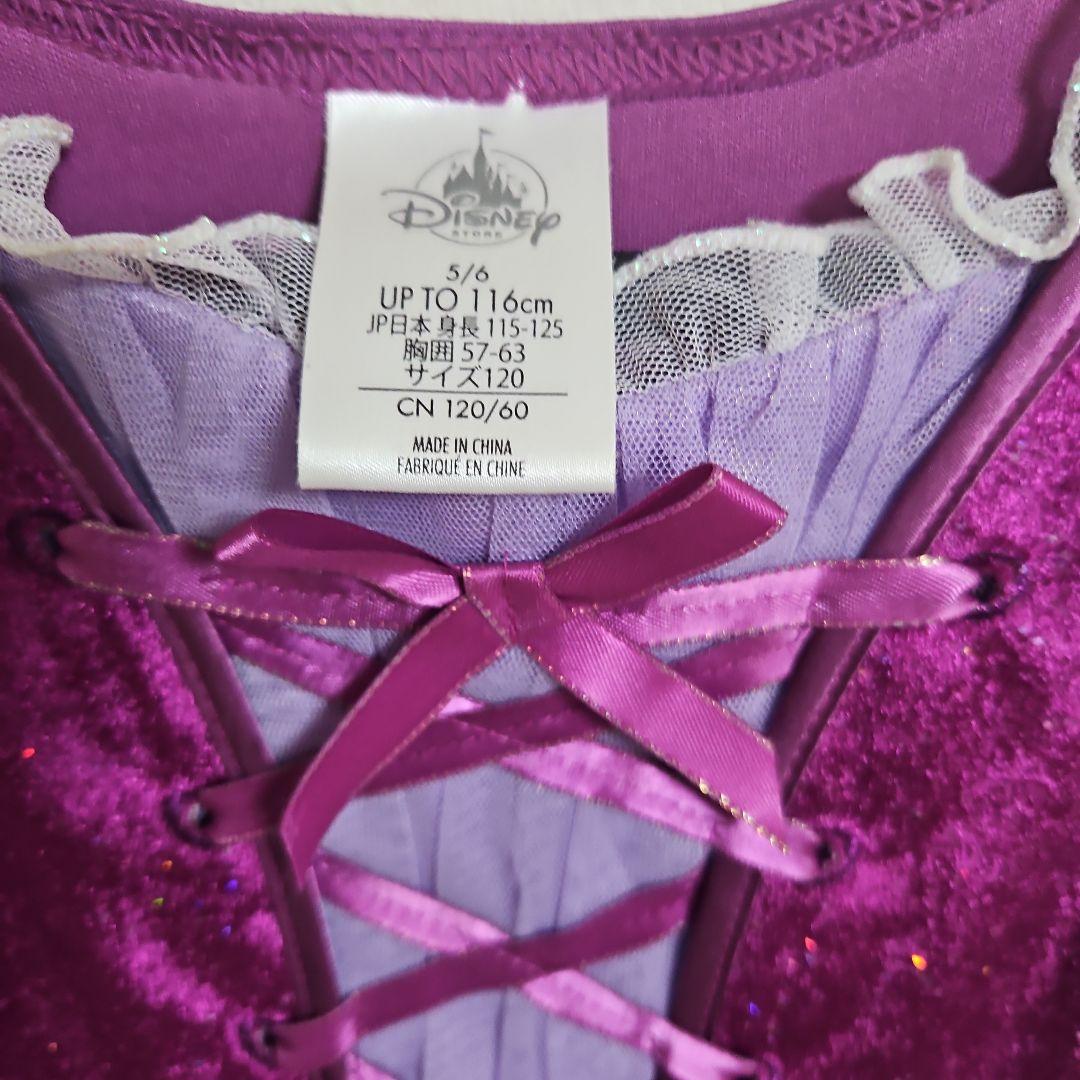 Disney
STORE
5/6
UP TO 116cm
JP日本 身長 115-125
胸囲 57-63
サイズ120
CN 120/60
MADE IN CHINA
FABRIQUÉ EN CHINE